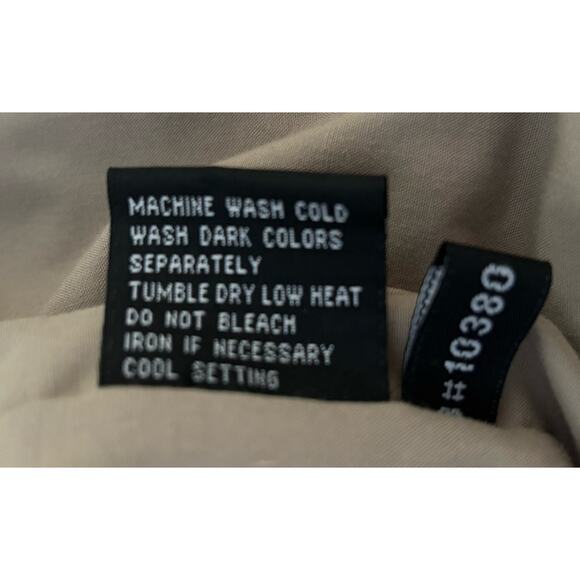 MACHINE WASH COLD
WASH DARK COLORS
SEPARATELY
TUMBLE DRY LOW HEAT
DO NOT BLEACH
IRON IF NECESSARY
COOL SETTING
#10380